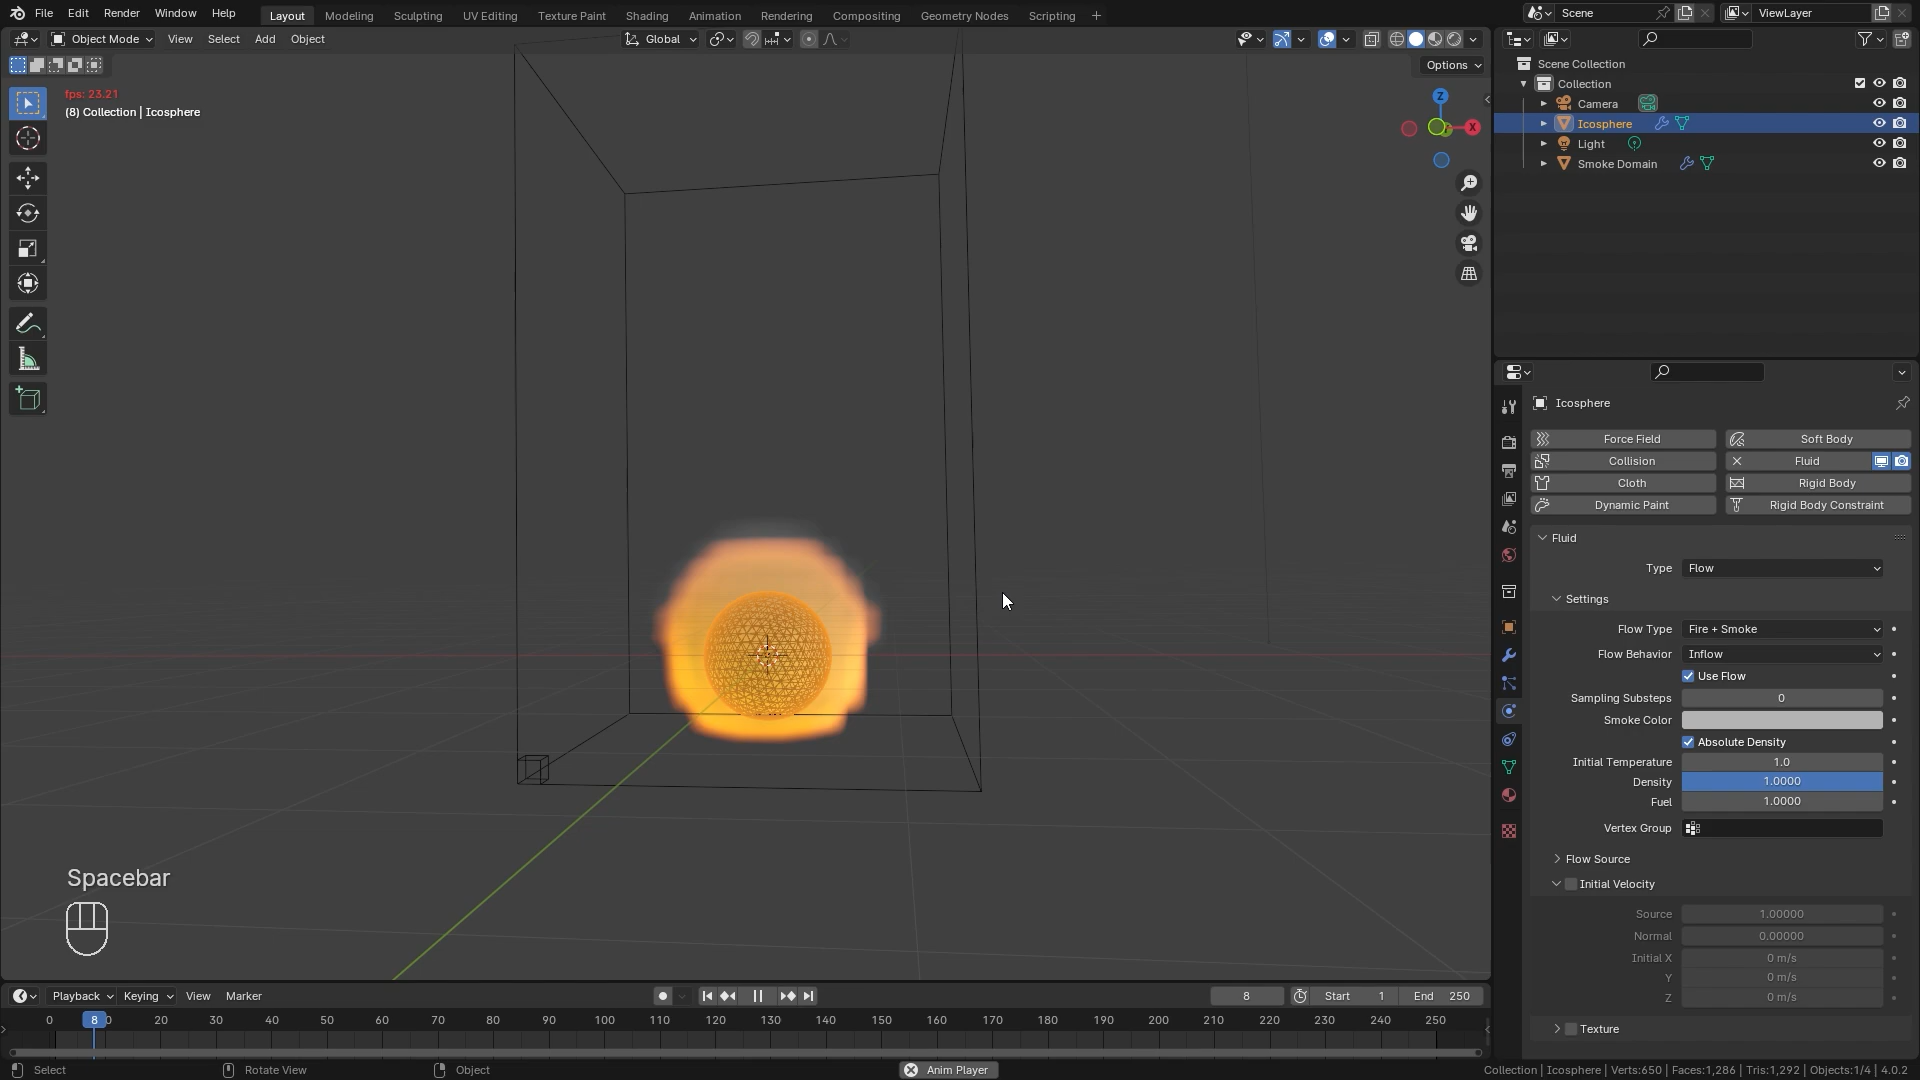 File Edit Render Window Help Layout Modeling Sculpting UV Editing Texture Paint Shading Animation Rendering Compositing Geometry Nodes Scripting + Scene ViewLayer
Object Mode View Select Add Object Global
Options
fps: 23.21
(8) Collection | Icosphere
Z
X
Scene Collection
Collection
Camera
Icosphere
Light
Smoke Domain
Icosphere
Force Field Soft Body
Collision Fluid
Cloth Rigid Body
Dynamic Paint Rigid Body Constraint
Fluid
Type Flow
Settings
Flow Type Fire + Smoke
Flow Behavior Inflow
Use Flow
Sampling Substeps 0
Smoke Color
Absolute Density
Initial Temperature 1.0
Density 1.0000
Fuel 1.0000
Vertex Group
Flow Source
Initial Velocity
Source 1.00000
Normal 0.00000
Initial X 0 m/s
Y 0 m/s
Z 0 m/s
Texture
Spacebar
Playback Keying View Marker 8 Start 1 End 250
0 8 0 20 30 40 50 60 70 80 90 100 110 120 130 140 150 160 170 180 190 200 210 220 230 240 250
Select Rotate View Object Anim Player Collection | Icosphere | Verts:650 | Faces:1,286 | Tris:1,292 | Objects:1/4 | 4.0.2